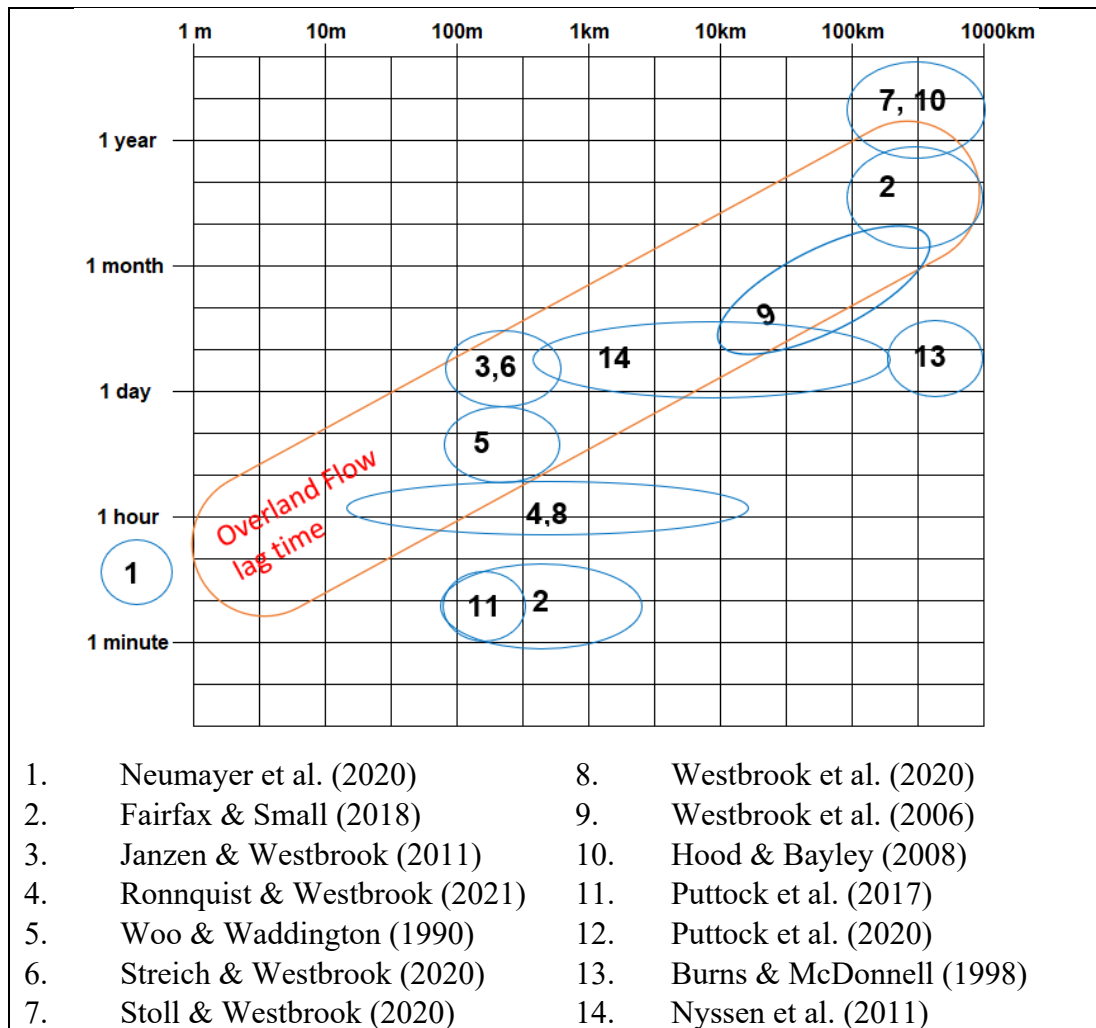 1 m 10m 100m 1km 10km 100km 1000km
7, 10
1 year
2
1 month
9
3,6 14 13
1 day
5
Overland Flow
lag time
1 hour
4,8
1
11 2
1 minute
1. Neumayer et al. (2020)
2. Fairfax & Small (2018)
3. Janzen & Westbrook (2011)
4. Ronnquist & Westbrook (2021)
5. Woo & Waddington (1990)
6. Streich & Westbrook (2020)
7. Stoll & Westbrook (2020)
8. Westbrook et al. (2020)
9. Westbrook et al. (2006)
10. Hood & Bayley (2008)
11. Puttock et al. (2017)
12. Puttock et al. (2020)
13. Burns & McDonnell (1998)
14. Nyssen et al. (2011)